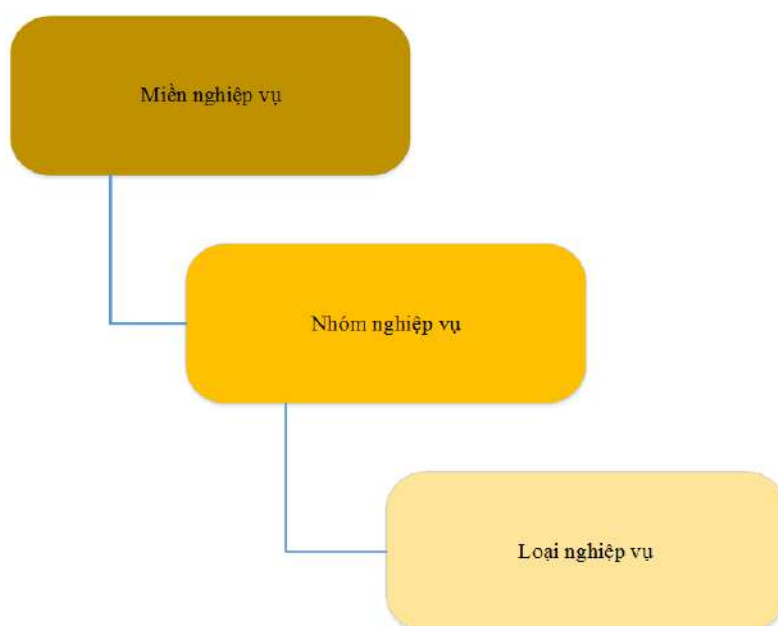 Miền nghiệp vụ
Nhóm nghiệp vụ
Loại nghiệp vụ